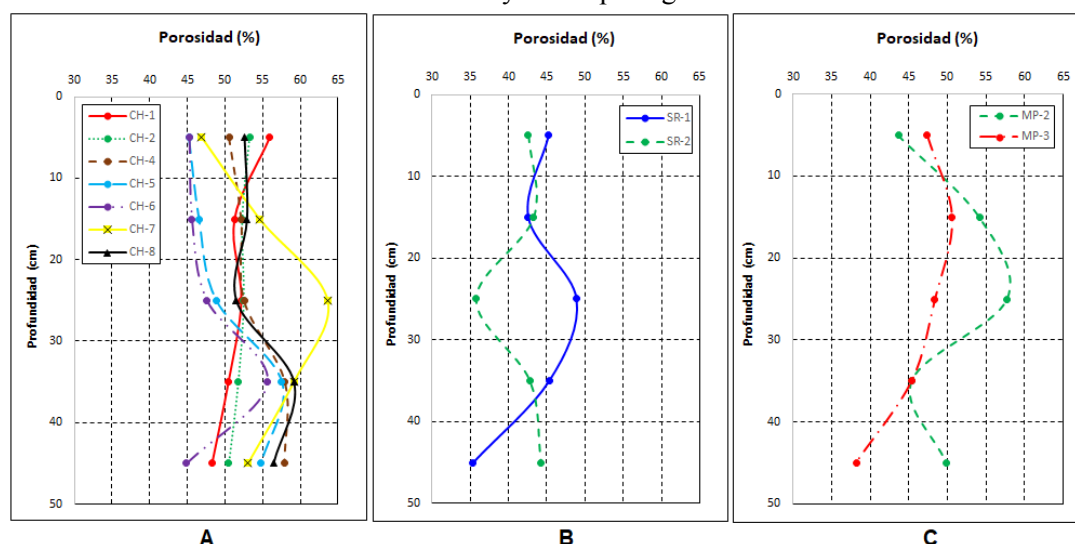 Porosidad (%)
30 35 40 45 50 55 60 65
0
10
20
30
40
50
Profundidad (cm)
CH-1
CH-2
CH-4
CH-5
CH-6
CH-7
CH-8
A
Porosidad (%)
30 35 40 45 50 55 60 65
0
10
20
30
40
50
Profundidad (cm)
SR-1
SR-2
B
Porosidad (%)
30 35 40 45 50 55 60 65
0
10
20
30
40
50
Profundidad (cm)
MP-2
MP-3
C